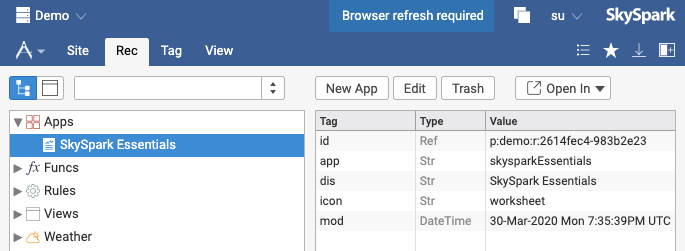 Demo Browser refresh required su SkySpark
Site Rec Tag View
New App Edit Trash Open In
Apps
SkySpark Essentials
fx Funcs
Rules
Views
Weather
Tag Type Value
id Ref p:demo:r:2614fec4-983b2e23
app Str skysparkEssentials
dis Str SkySpark Essentials
icon Str worksheet
mod DateTime 30-Mar-2020 Mon 7:35:39PM UTC